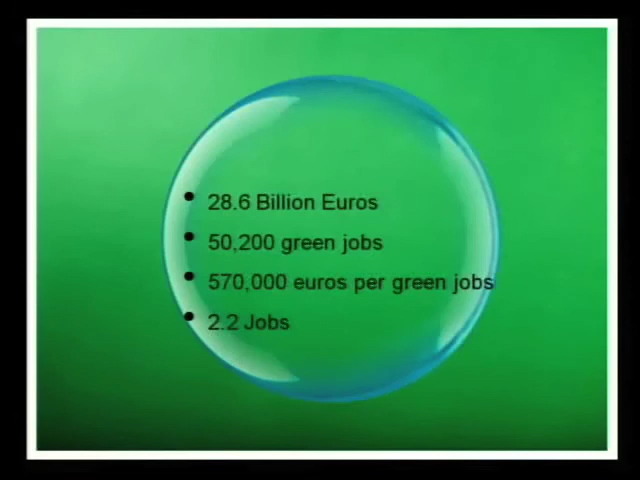 • 28.6 Billion Euros
• 50,200 green jobs
• 570,000 euros per green jobs
• 2.2 Jobs